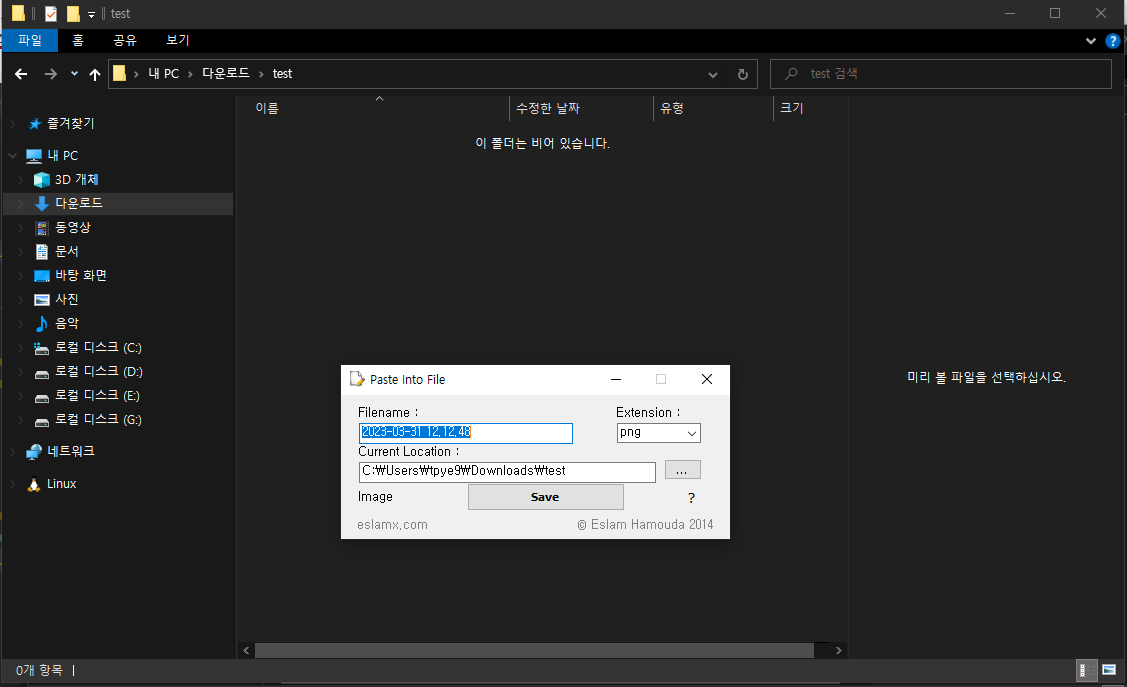 test
파일 홈 공유 보기
내 PC 다운로드 test
test 검색
이름 수정한 날짜 유형 크기
이 폴더는 비어 있습니다.
즐겨찾기
내 PC
3D 개체
다운로드
동영상
문서
바탕 화면
사진
음악
로컬 디스크 (C:)
로컬 디스크 (D:)
로컬 디스크 (E:)
로컬 디스크 (G:)
네트워크
Linux
미리 볼 파일을 선택하십시오.
Paste Into File
Filename : Extension :
2023-03-31 12,12,48 png
Current Location :
C:₩Users₩tpye9₩Downloads₩test ...
Image Save ?
eslamx.com © Eslam Hamouda 2014
0개 항목